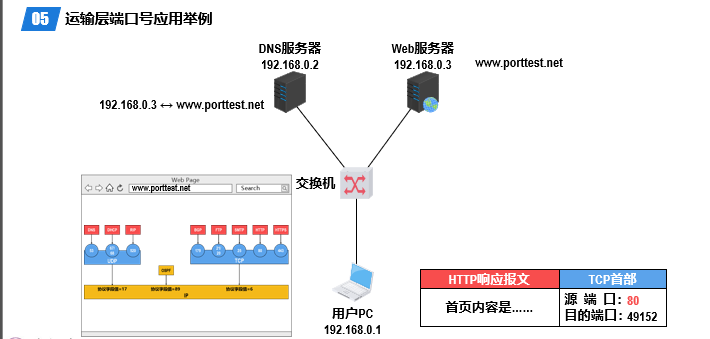 05 运输层端口号应用举例
DNS服务器
192.168.0.2
Web服务器
192.168.0.3
www.porttest.net
192.168.0.3 ↔ www.porttest.net
交换机
Web Page
www.porttest.net
Search
DNS DHCP RIP
BGP FTP SMTP HTTP HTTPS
UDP
TCP
OSPF
协议字段值=17 协议字段值=89 协议字段值=6
IP
用户PC
192.168.0.1
HTTP响应报文 TCP首部
首页内容是…… 源 端 口：80
目的端口：49152